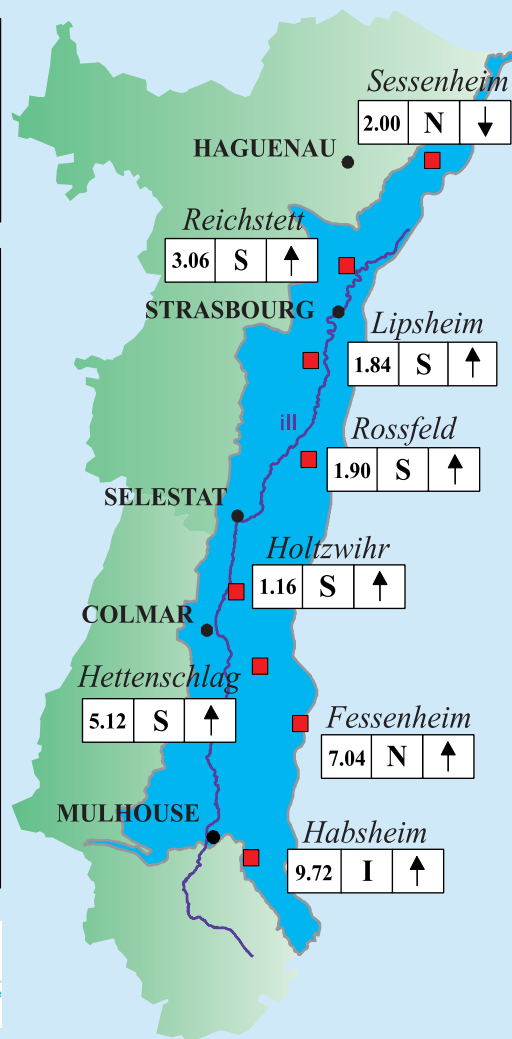 Sessenheim
2.00 N ↓
HAGUENAU
Reichstett
3.06 S ↑
STRASBOURG
Lipsheim
1.84 S ↑
ill
Rossfeld
1.90 S ↑
SELESTAT
Holtzwihr
1.16 S ↑
COLMAR
Hettenschlag
5.12 S ↑
Fessenheim
7.04 N ↑
MULHOUSE
Habsheim
9.72 I ↑